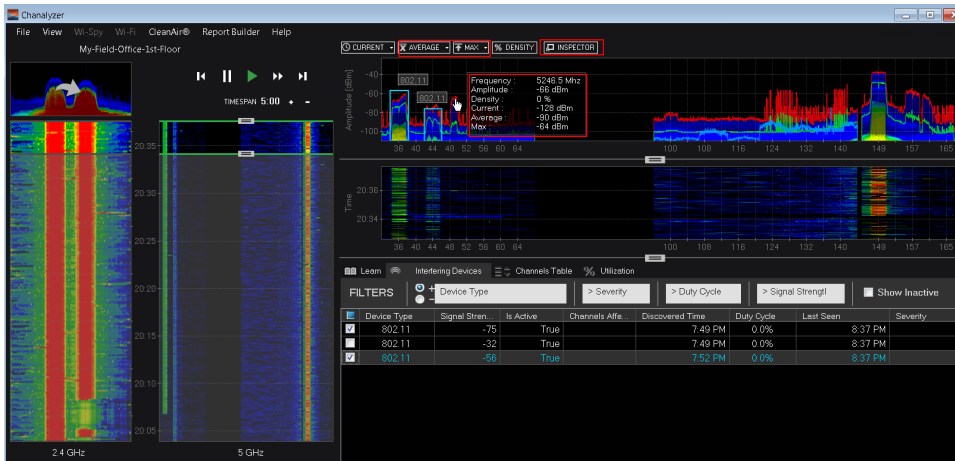 Chanalyzer
File View Wi-Spy Wi-Fi CleanAir® Report Builder Help
My-Field-Office-1st-Floor
TIMESPAN 5:00 + -
20:35
20:30
20:25
20:20
20:15
20:10
20:05
2.4 GHz 5 GHz
CURRENT AVERAGE MAX % DENSITY INSPECTOR
Amplitude [dBm]
-40
-60
-80
-100
802.11
802.11
Frequency : 5246.5 Mhz
Amplitude : -66 dBm
Density : 0 %
Current : -128 dBm
Average : -90 dBm
Max : -64 dBm
36 40 44 48 52 56 60 64 100 108 116 124 132 140 149 157 165
Time
20:36
20:34
36 40 44 48 52 56 60 64 100 108 116 124 132 140 149 157 165
Learn Interfering Devices Channels Table Utilization
FILTERS + - Device Type > Severity > Duty Cycle > Signal Strengtl Show Inactive
Device Type Signal Stren... Is Active Channels Affe... Discovered Time Duty Cycle Last Seen Severity
802.11 -75 True 7:49 PM 0.0% 8:37 PM
802.11 -32 True 7:49 PM 0.0% 8:37 PM
802.11 -56 True 7:52 PM 0.0% 8:37 PM